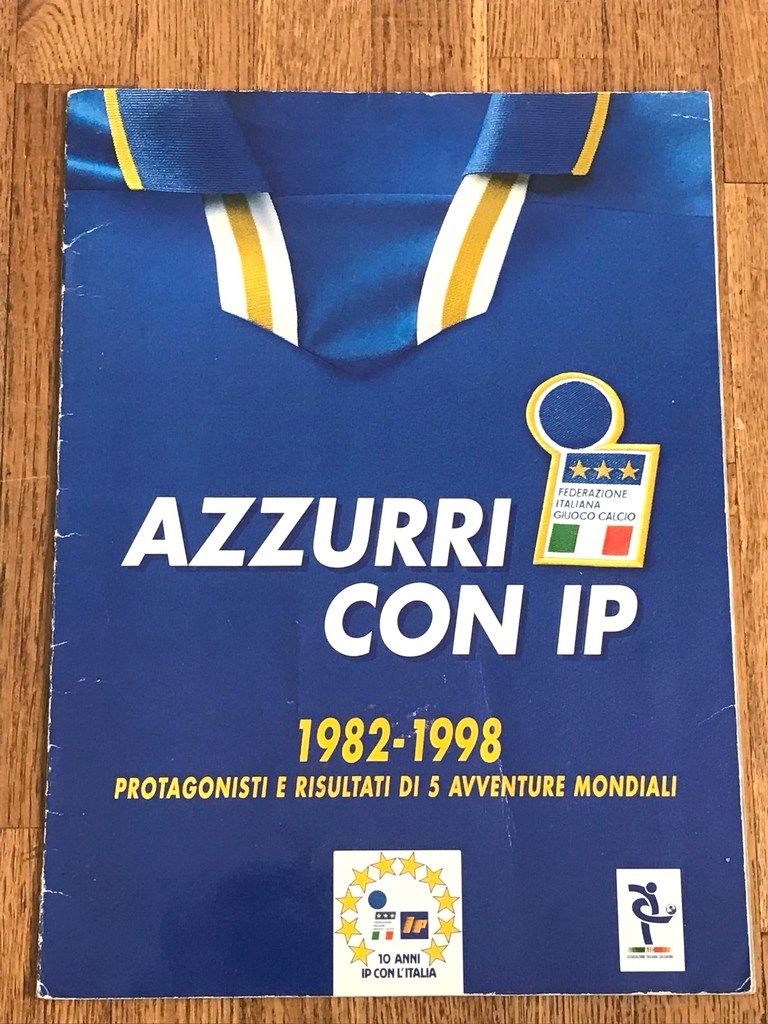 FEDERAZIONE
ITALIANA
GIUOCO CALCIO
AZZURRI
CON IP
1982-1998
PROTAGONISTI E RISULTATI DI 5 AVVENTURE MONDIALI
IP
10 ANNI
IP CON L'ITALIA